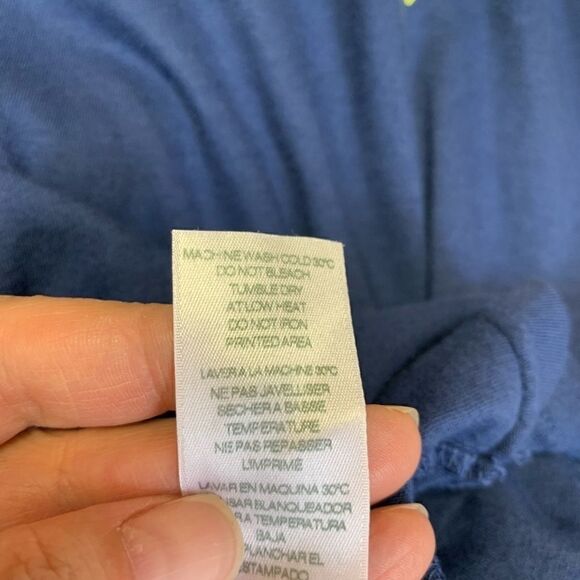 MACHINE WASH COLD 30°C
DO NOT BLEACH
TUMBLE DRY
AT LOW HEAT
DO NOT IRON
PRINTED AREA
LAVER A LA MACHINE 30°C
NE PAS JAVELLISER
SECHER A BASSE
TEMPERATURE
NE PAS REPASSER
L'IMPRIMÉ
LAVAR EN MAQUINA 30°C
BLANQUEADOR
A TEMPERATURA
BAJA
PLANCHAR EL
ESTAMPADO